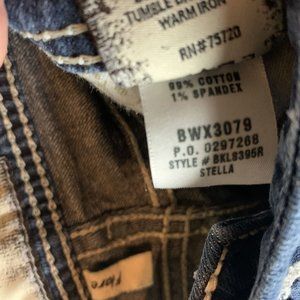 TUMBLE
WARM IRON
RN# 75720
99% COTTON
1% SPANDEX
BWX3079
P.O. 0297268
STYLE # BKLS395R
STELLA